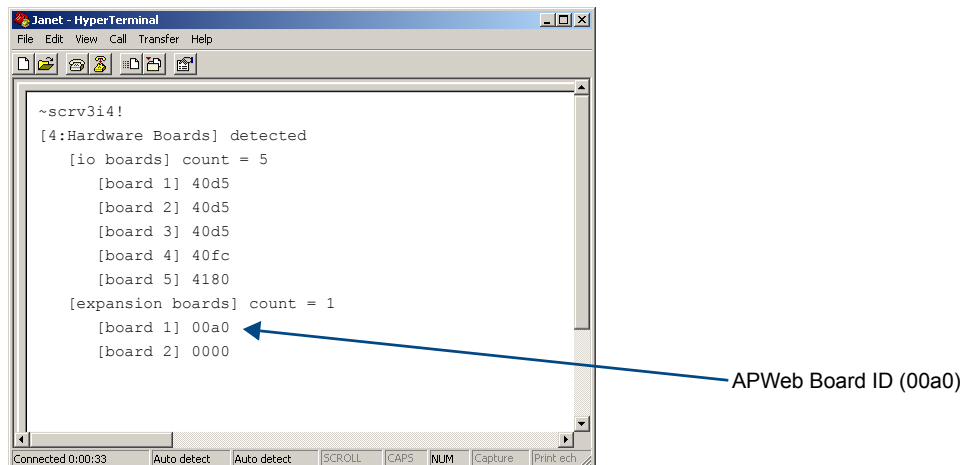 Janet - HyperTerminal
File Edit View Call Transfer Help
~scrv3i4!
[4:Hardware Boards] detected
[io boards] count = 5
[board 1] 40d5
[board 2] 40d5
[board 3] 40d5
[board 4] 40fc
[board 5] 4180
[expansion boards] count = 1
[board 1] 00a0
[board 2] 0000
APWeb Board ID (00a0)
Connected 0:00:33 Auto detect Auto detect SCROLL CAPS NUM Capture Print ech